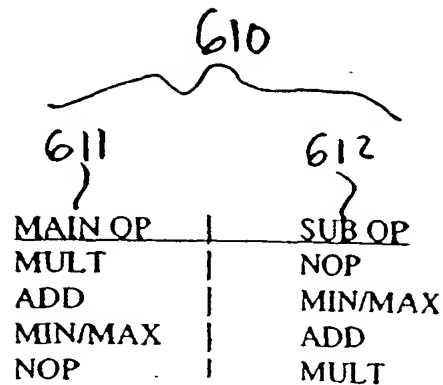 610
611 612
MAIN OP | SUB OP
MULT | NOP
ADD | MIN/MAX
MIN/MAX | ADD
NOP | MULT